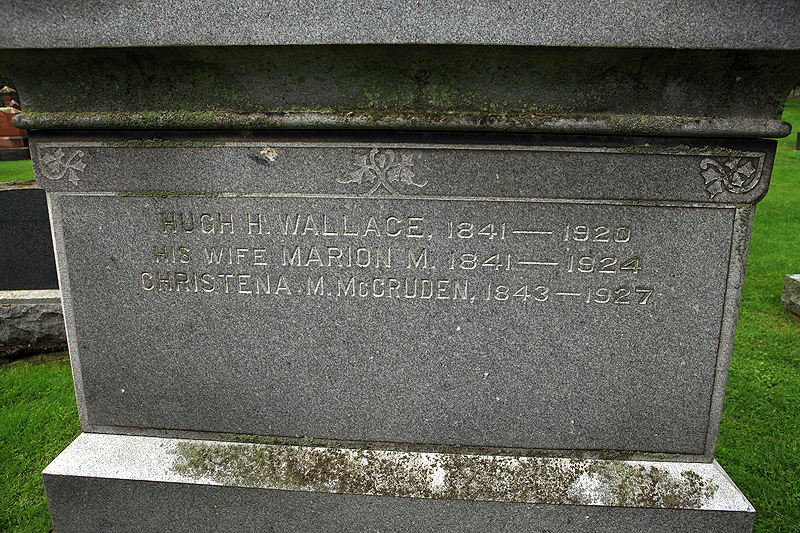 HUGH H. WALLACE, 1841 — 1920
HIS WIFE MARION M. 1841 — 1924
CHRISTENA. M. McCRUDEN, 1843 — 1927